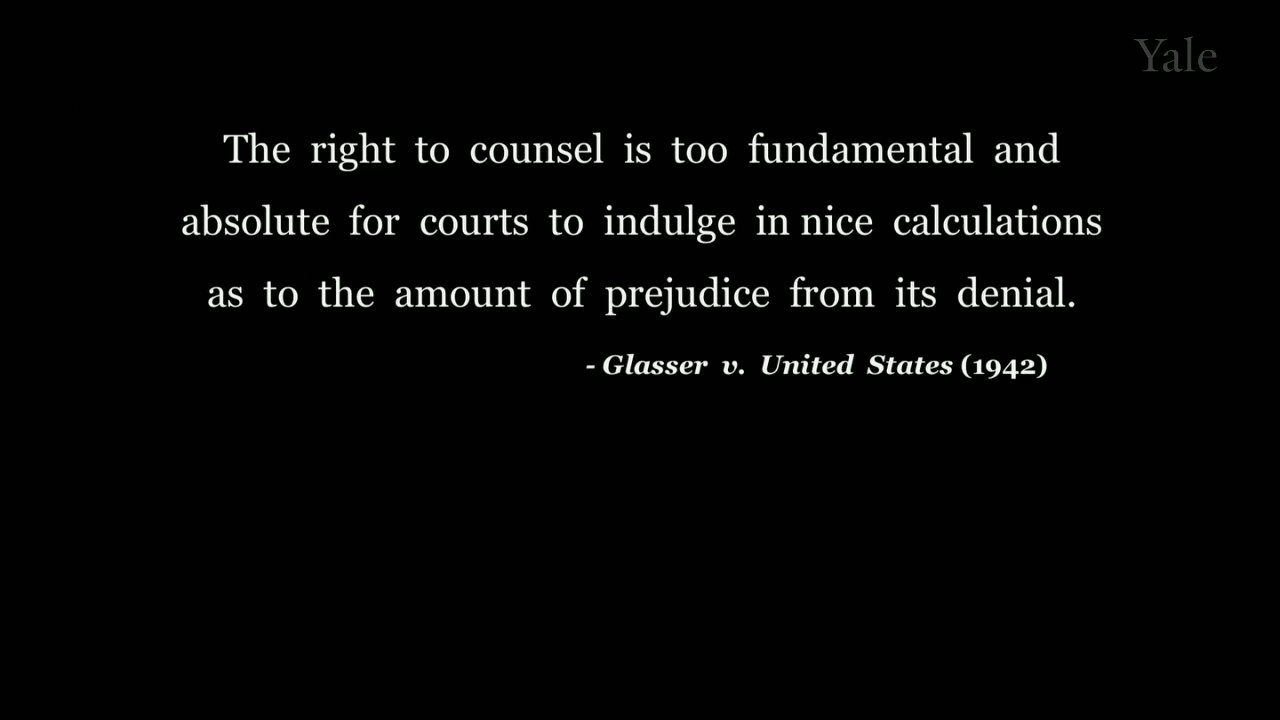 Yale
The right to counsel is too fundamental and
absolute for courts to indulge in nice calculations
as to the amount of prejudice from its denial.
- Glasser v. United States (1942)